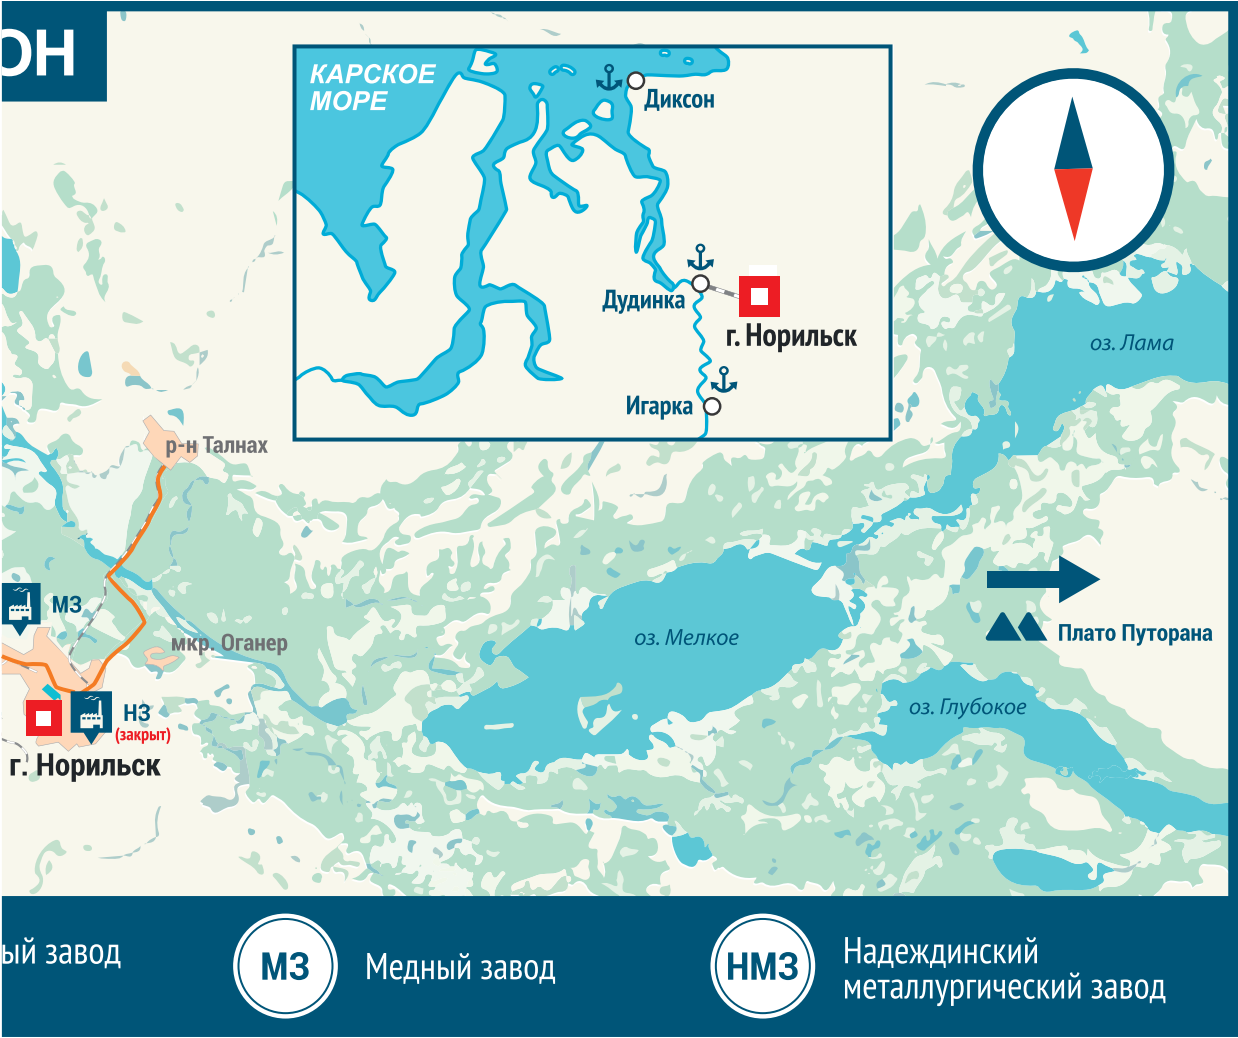 ОН
КАРСКОЕ
МОРЕ
Диксон
Дудинка
г. Норильск
Игарка
оз. Лама
р-н Талнах
МЗ
мкр. Оганер
оз. Мелкое
Плато Путорана
оз. Глубокое
НЗ
(закрыт)
г. Норильск
ый завод
МЗ
Медный завод
НМЗ
Надеждинский
металлургический завод